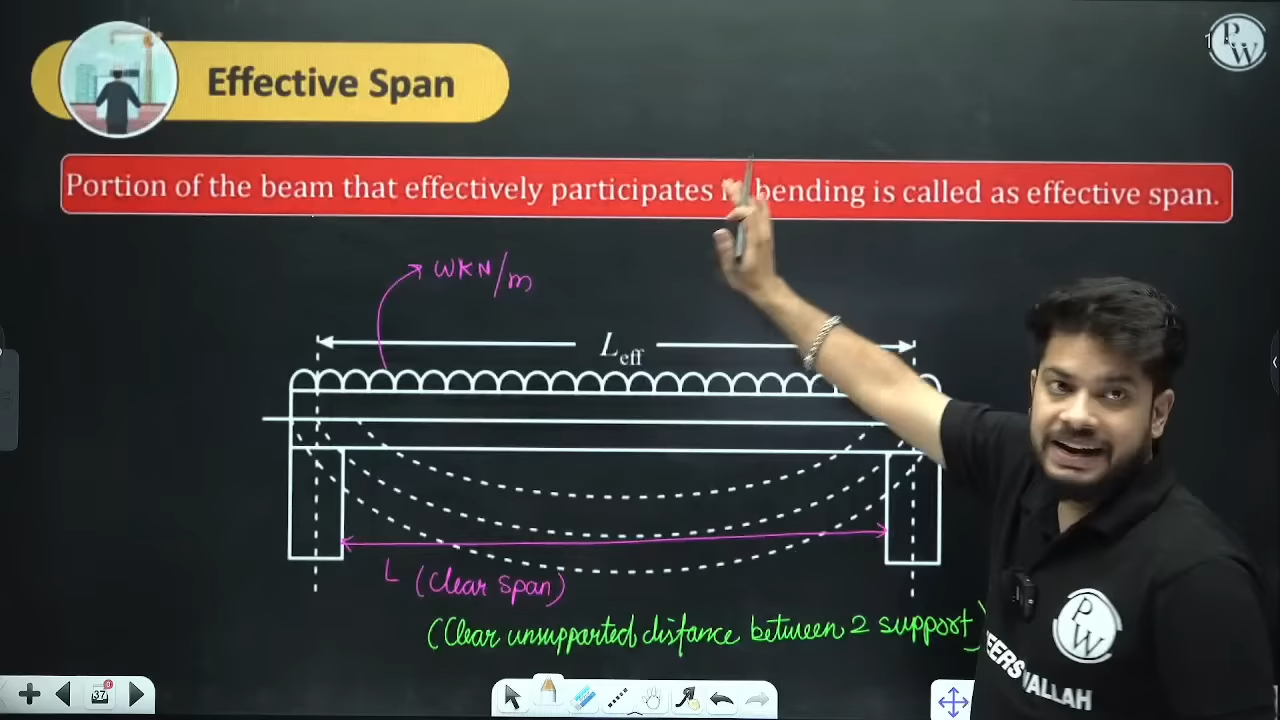 PW
Effective Span
Portion of the beam that effectively participates bending is called as effective span.
WKN/m
Leff
L (Clear span)
(Clear unsupported distance between 2 support)
PW
WALLAH
37